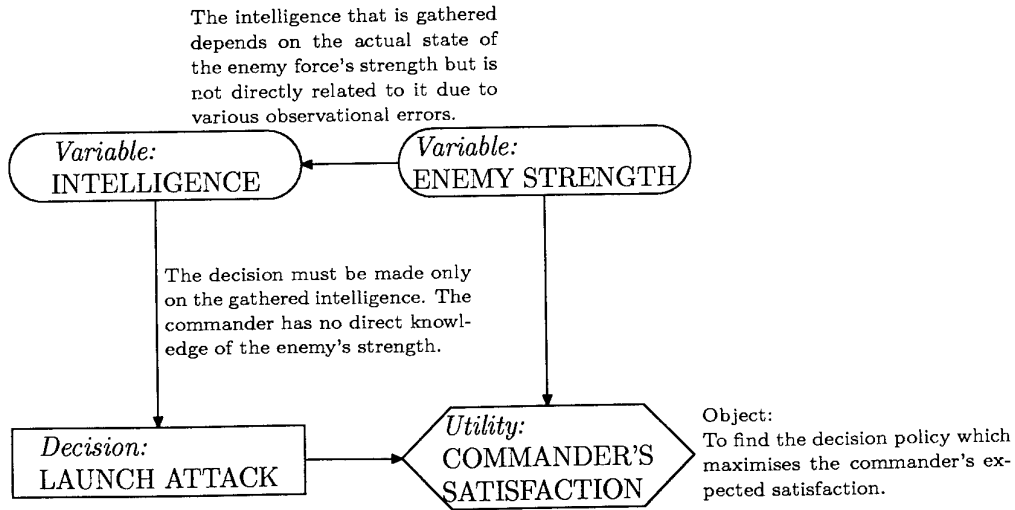 The intelligence that is gathered
depends on the actual state of
the enemy force's strength but is
not directly related to it due to
various observational errors.
Variable:
INTELLIGENCE
Variable:
ENEMY STRENGTH
The decision must be made only
on the gathered intelligence. The
commander has no direct knowl-
edge of the enemy's strength.
Decision:
LAUNCH ATTACK
Utility:
COMMANDER'S
SATISFACTION
Object:
To find the decision policy which
maximises the commander's ex-
pected satisfaction.